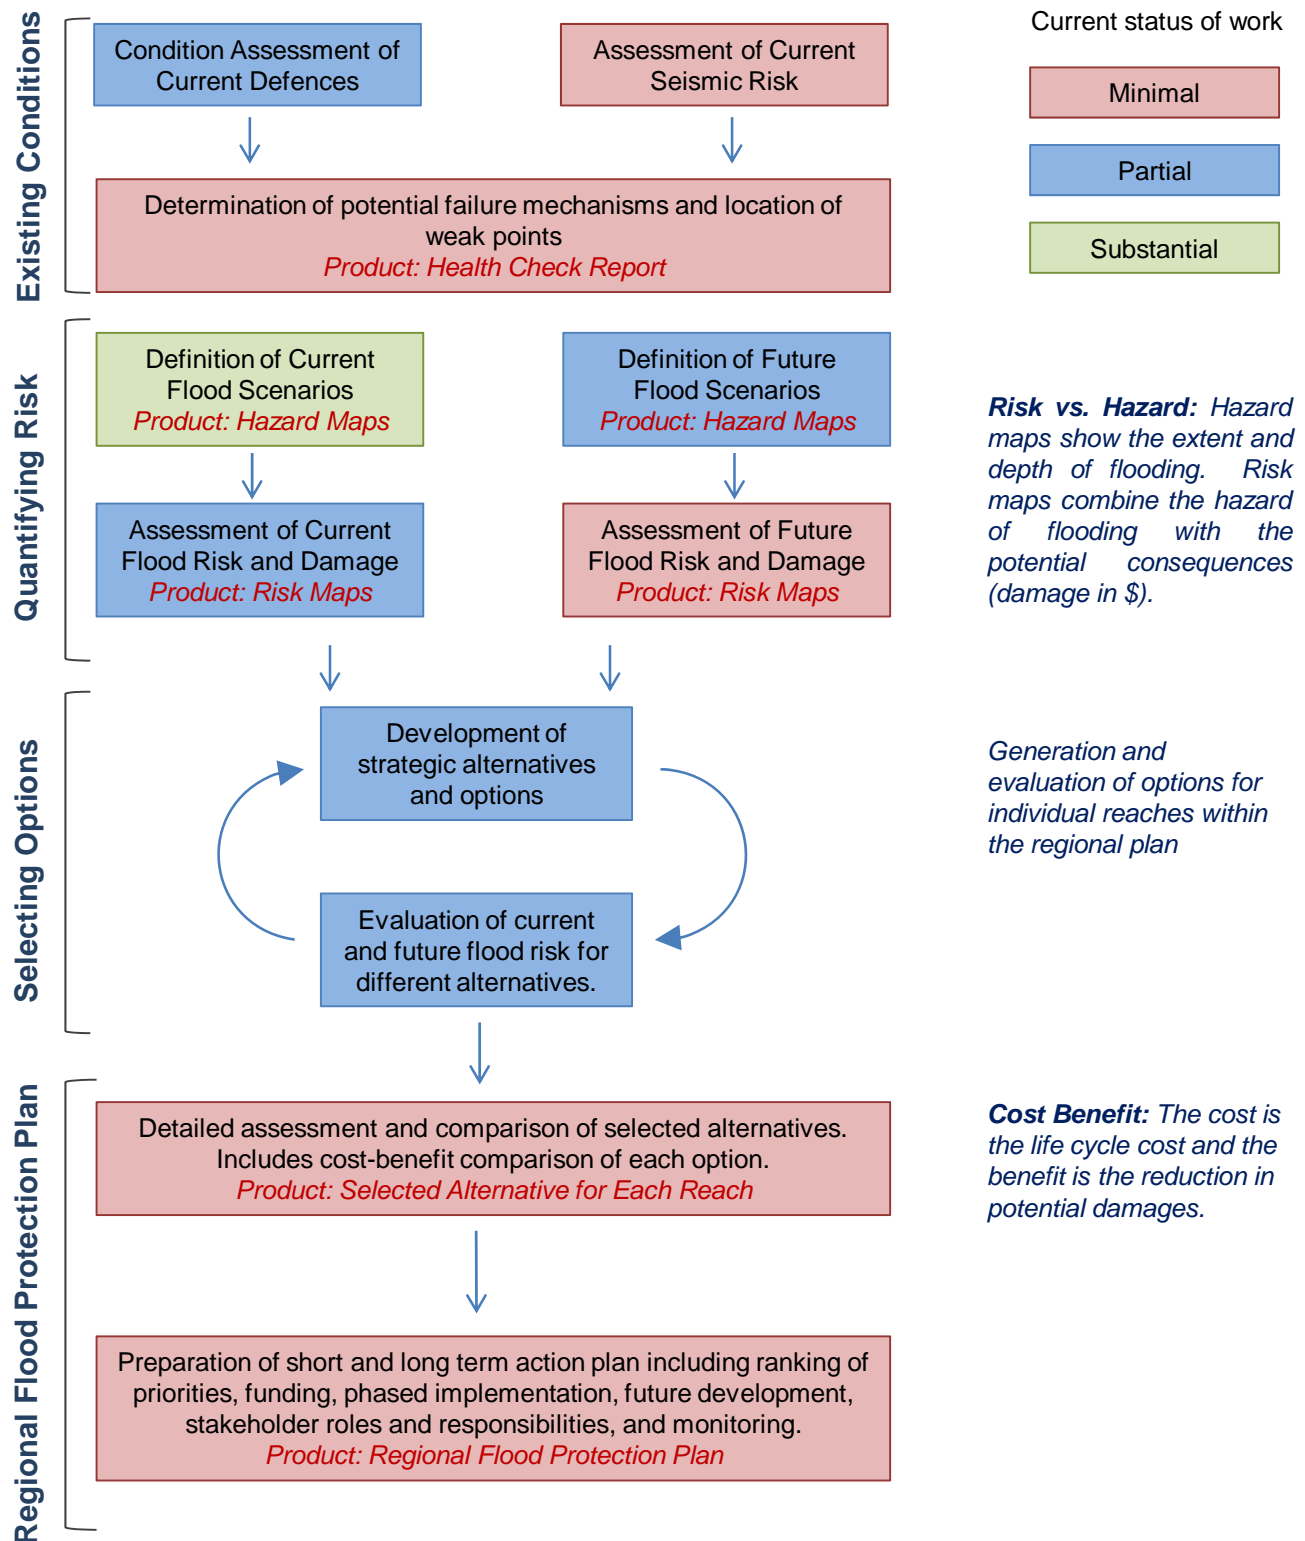 Current status of work
Minimal
Partial
Substantial
Existing Conditions
Condition Assessment of
Current Defences
Assessment of Current
Seismic Risk
Determination of potential failure mechanisms and location of
weak points
Product: Health Check Report
Quantifying Risk
Definition of Current
Flood Scenarios
Product: Hazard Maps
Definition of Future
Flood Scenarios
Product: Hazard Maps
Assessment of Current
Flood Risk and Damage
Product: Risk Maps
Assessment of Future
Flood Risk and Damage
Product: Risk Maps
Risk vs. Hazard: Hazard
maps show the extent and
depth of flooding. Risk
maps combine the hazard
of flooding with the
potential consequences
(damage in $).
Selecting Options
Development of
strategic alternatives
and options
Evaluation of current
and future flood risk for
different alternatives.
Generation and
evaluation of options for
individual reaches within
the regional plan
Regional Flood Protection Plan
Detailed assessment and comparison of selected alternatives.
Includes cost-benefit comparison of each option.
Product: Selected Alternative for Each Reach
Cost Benefit: The cost is
the life cycle cost and the
benefit is the reduction in
potential damages.
Preparation of short and long term action plan including ranking of
priorities, funding, phased implementation, future development,
stakeholder roles and responsibilities, and monitoring.
Product: Regional Flood Protection Plan